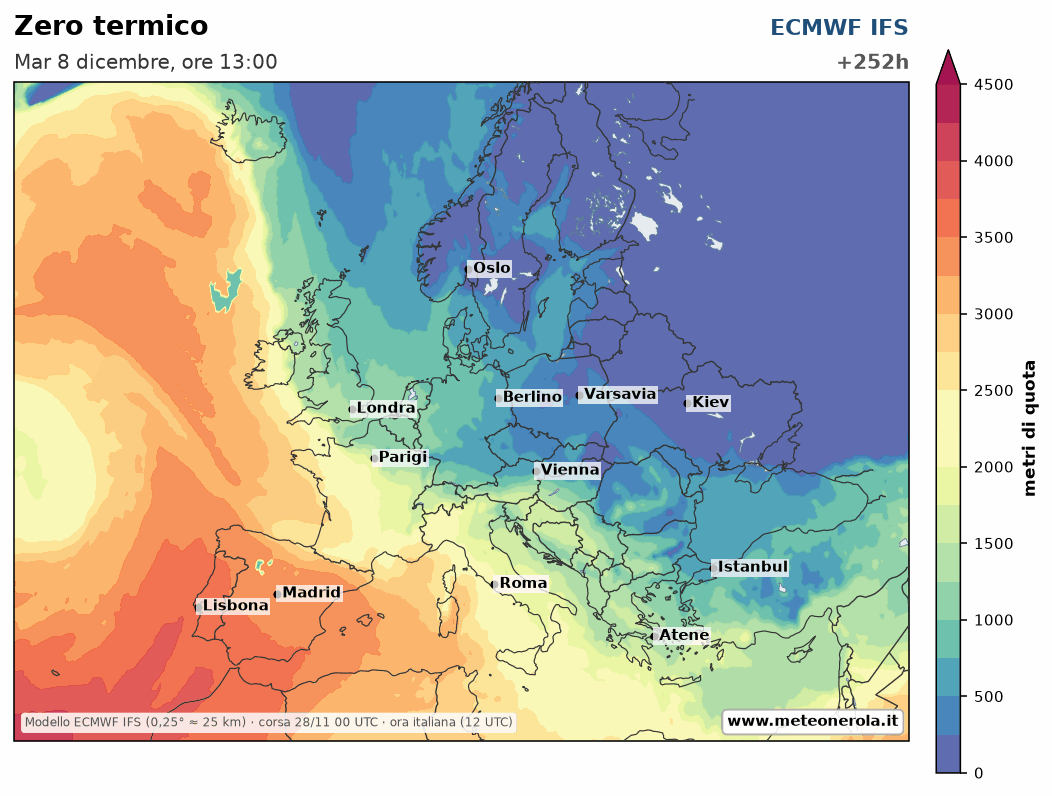 Zero termico
ECMWF IFS
Mar 8 dicembre, ore 13:00
+252h
4500
4000
3500
3000
2500
2000
1500
1000
500
0
metri di quota
Oslo
Berlino
Varsavia
Kiev
Londra
Parigi
Vienna
Istanbul
Roma
Madrid
Lisbona
Atene
Modello ECMWF IFS (0,25° ≈ 25 km) · corsa 28/11 00 UTC · ora italiana (12 UTC)
www.meteonerola.it